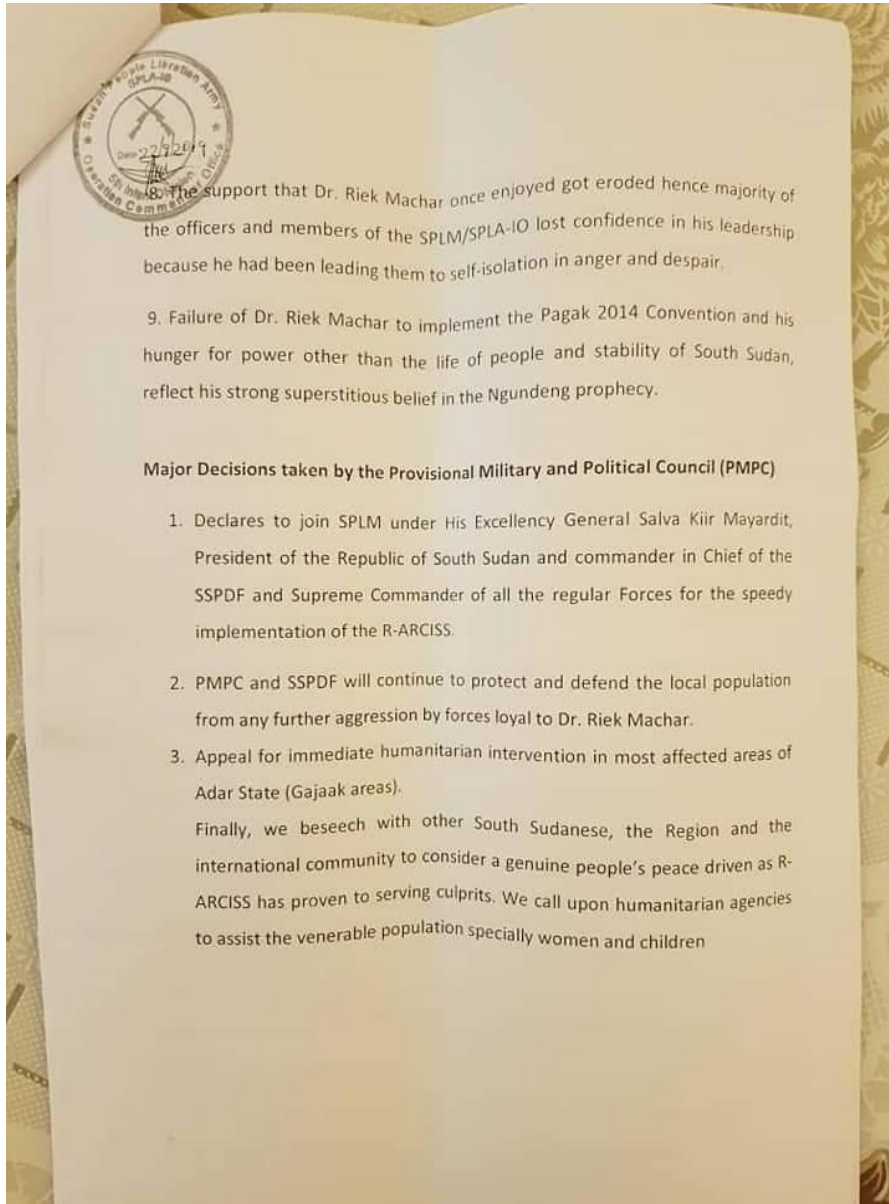 Sudan People Libration Army
SPLA-IO
Date 22/9/2019
5th
Operation Command Office
8. The support that Dr. Riek Machar once enjoyed got eroded hence majority of
the officers and members of the SPLM/SPLA-IO lost confidence in his leadership
because he had been leading them to self-isolation in anger and despair.
9. Failure of Dr. Riek Machar to implement the Pagak 2014 Convention and his
hunger for power other than the life of people and stability of South Sudan,
reflect his strong superstitious belief in the Ngundeng prophecy.
Major Decisions taken by the Provisional Military and Political Council (PMPC)
1. Declares to join SPLM under His Excellency General Salva Kiir Mayardit,
President of the Republic of South Sudan and commander in Chief of the
SSPDF and Supreme Commander of all the regular Forces for the speedy
implementation of the R-ARCISS.
2. PMPC and SSPDF will continue to protect and defend the local population
from any further aggression by forces loyal to Dr. Riek Machar.
3. Appeal for immediate humanitarian intervention in most affected areas of
Adar State (Gajaak areas).
Finally, we beseech with other South Sudanese, the Region and the
international community to consider a genuine people's peace driven as R-
ARCISS has proven to serving culprits. We call upon humanitarian agencies
to assist the venerable population specially women and children